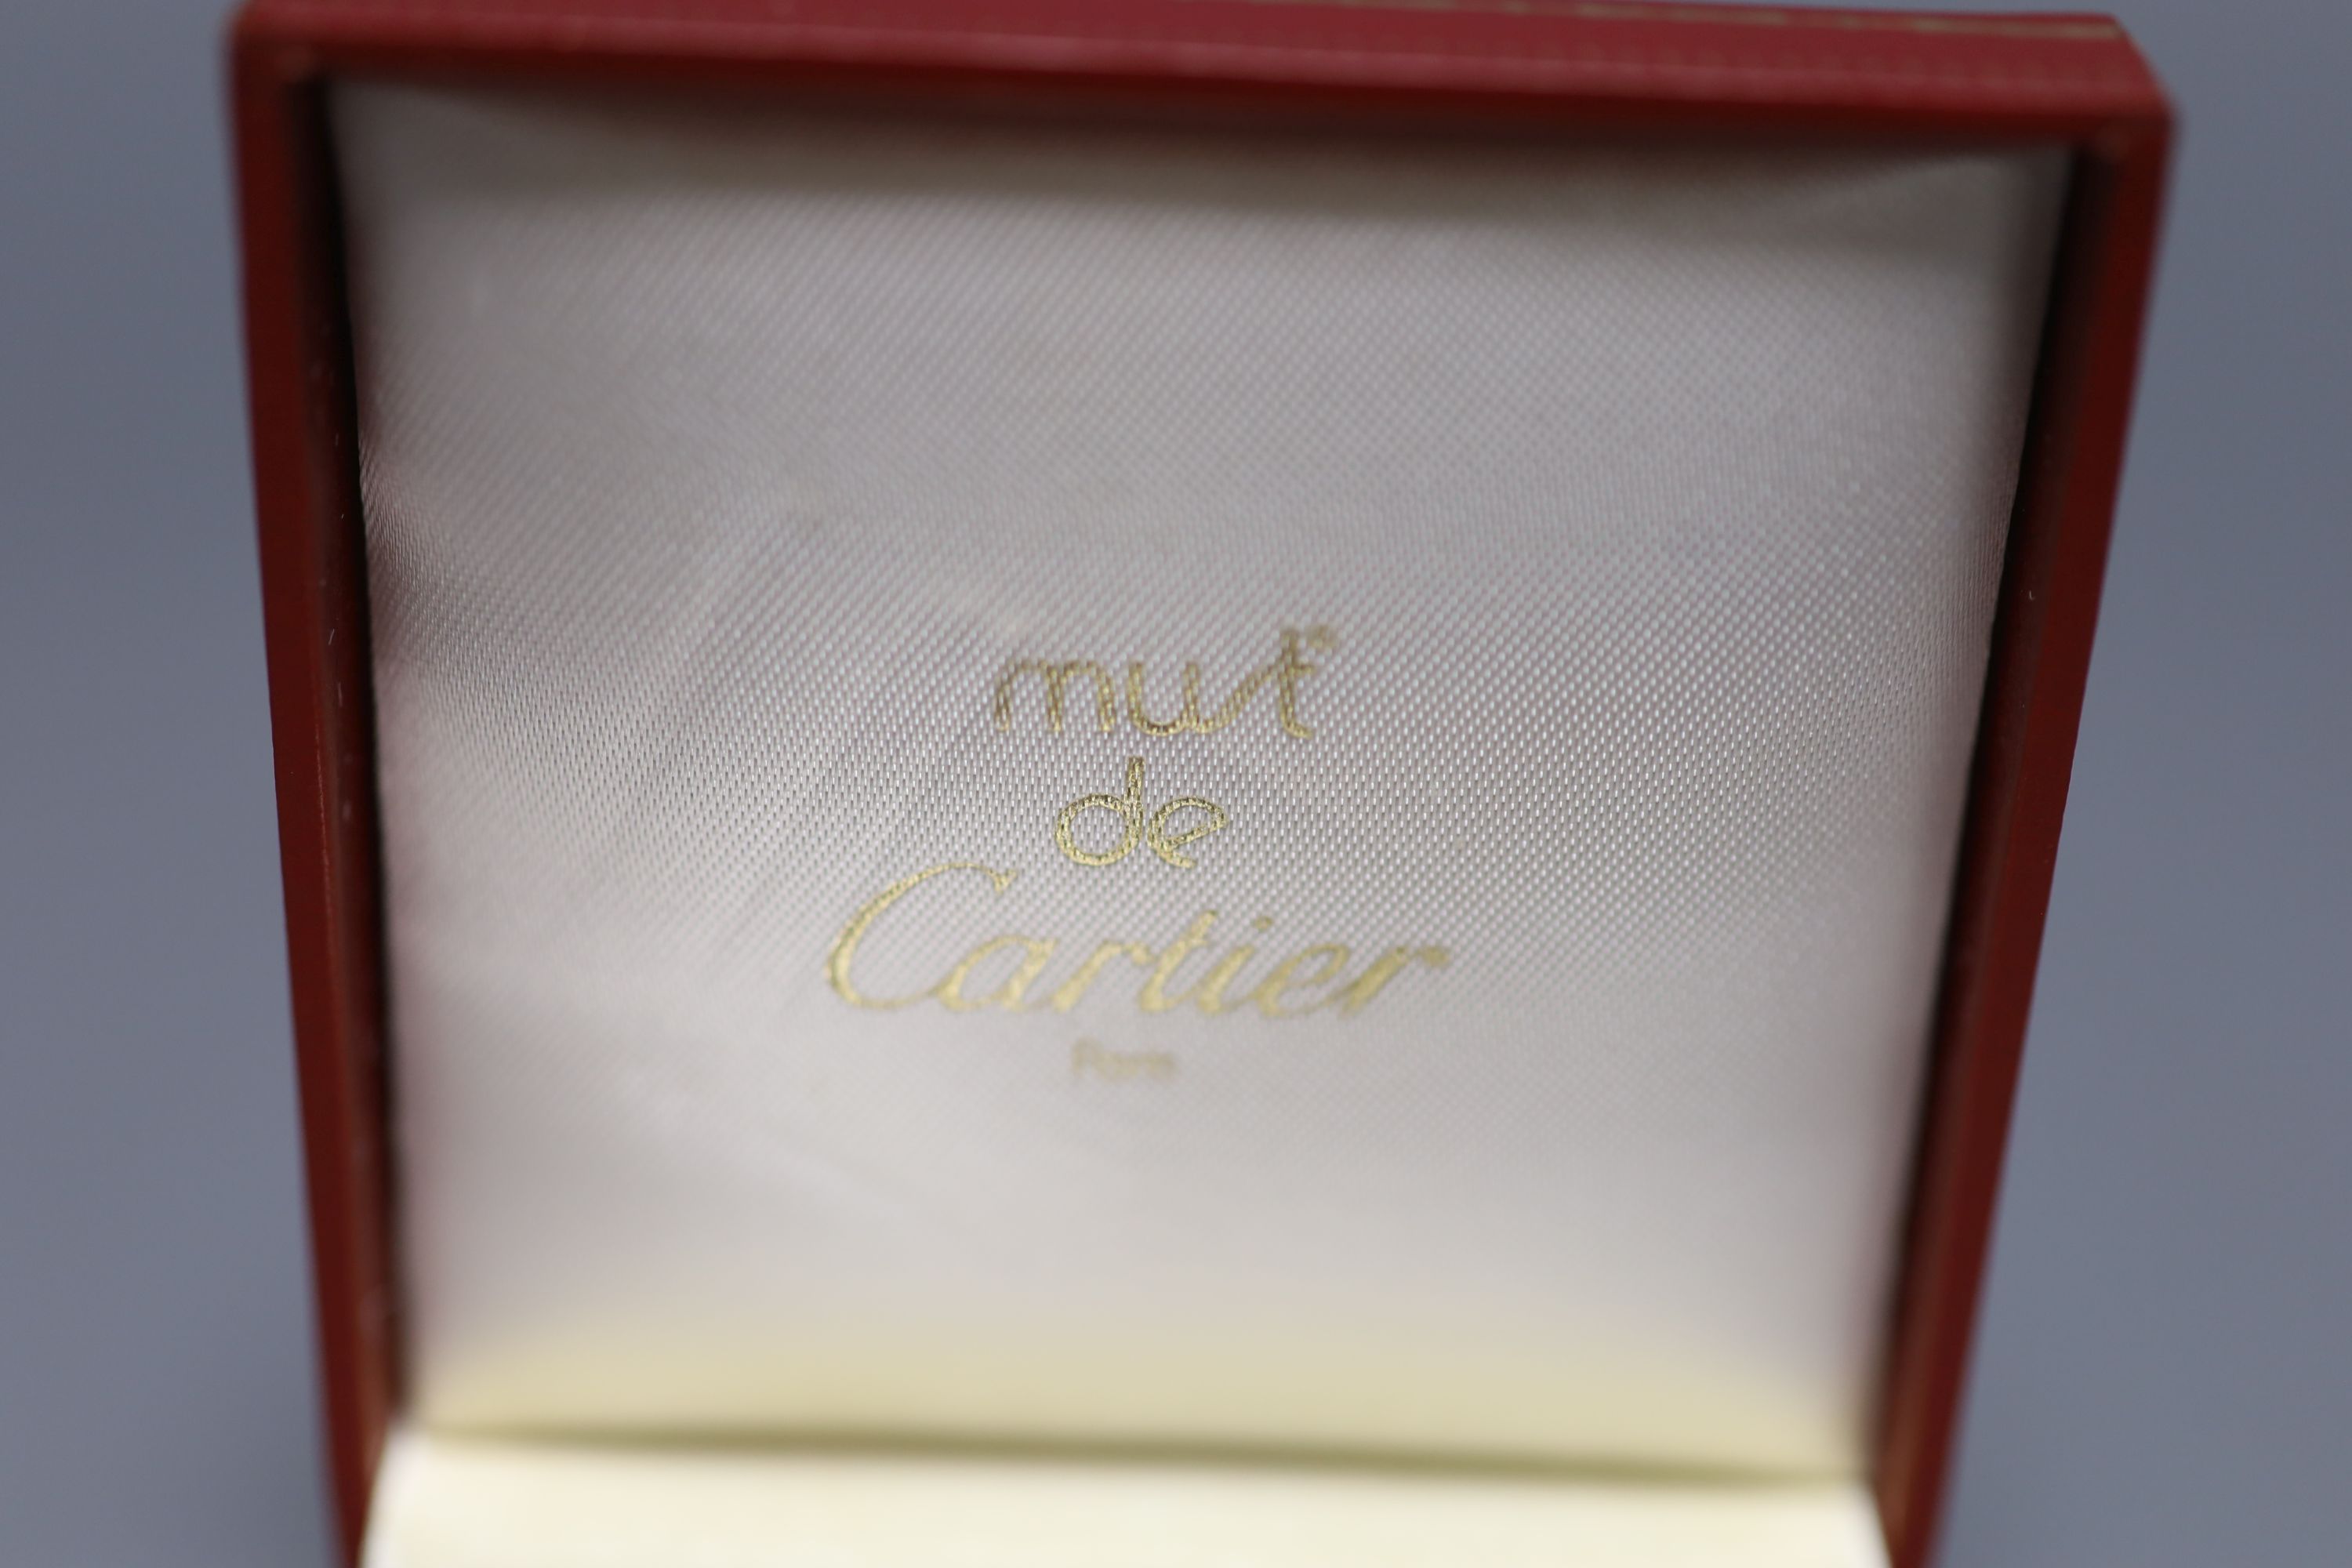 must°
de
Cartier®
Paris